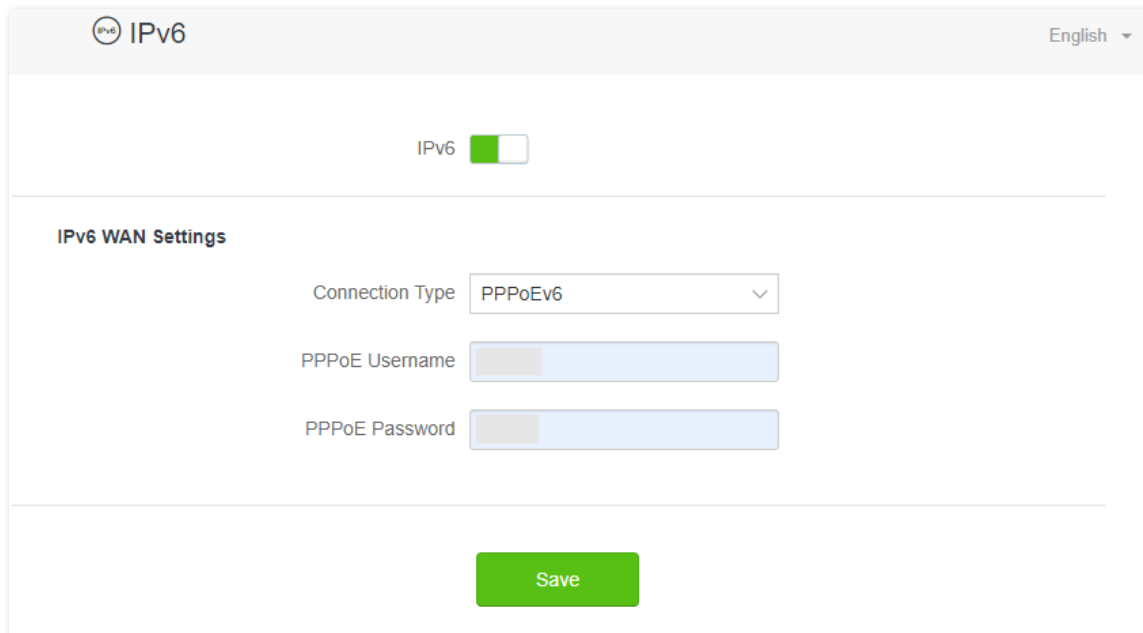 IPv6 IPv6
English
IPv6
IPv6 WAN Settings
Connection Type PPPoEv6
PPPoE Username
PPPoE Password
Save